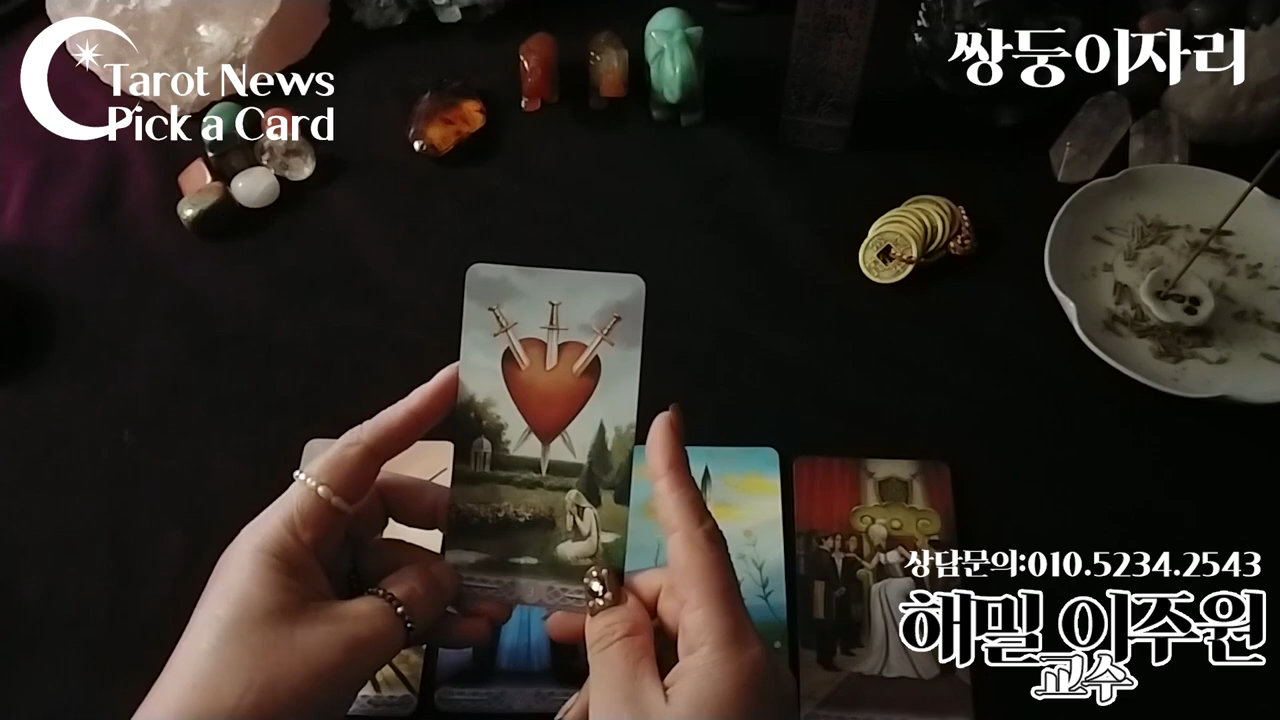 Tarot News
Pick a Card
쌍둥이자리
상담문의:010.5234.2543
해밀 이주원
교수